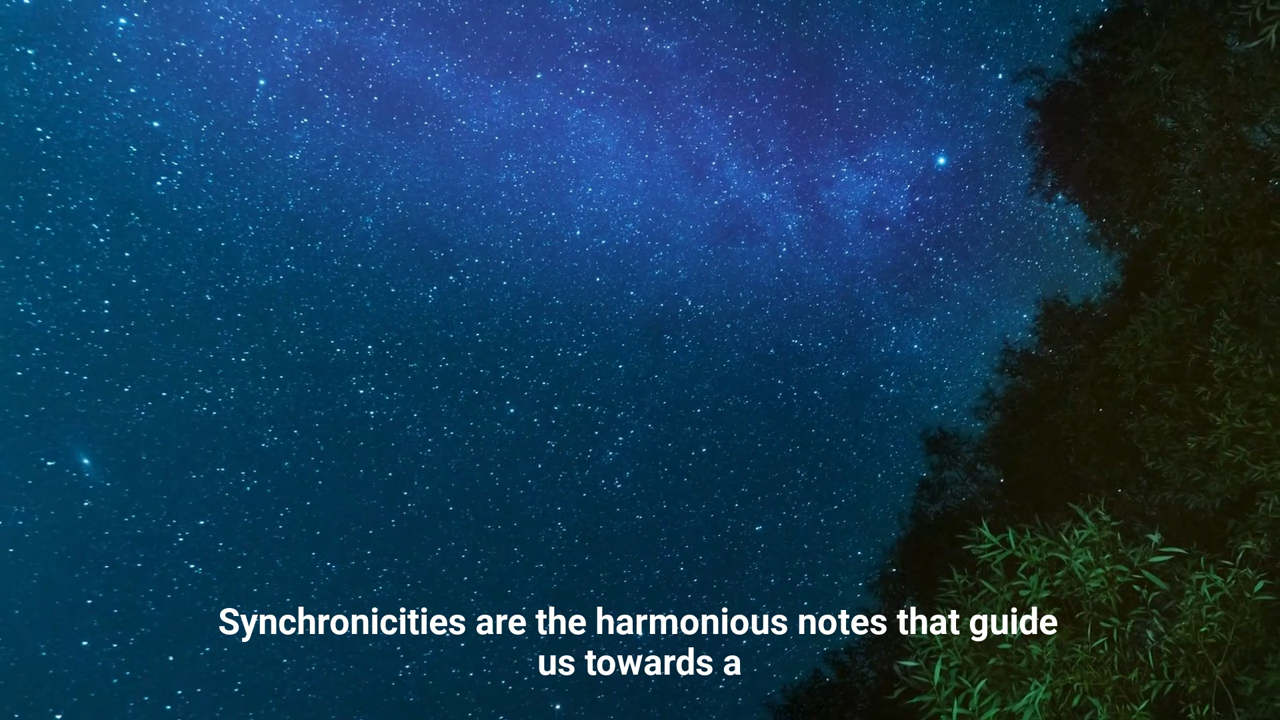 Synchronicities are the harmonious notes that guide
us towards a